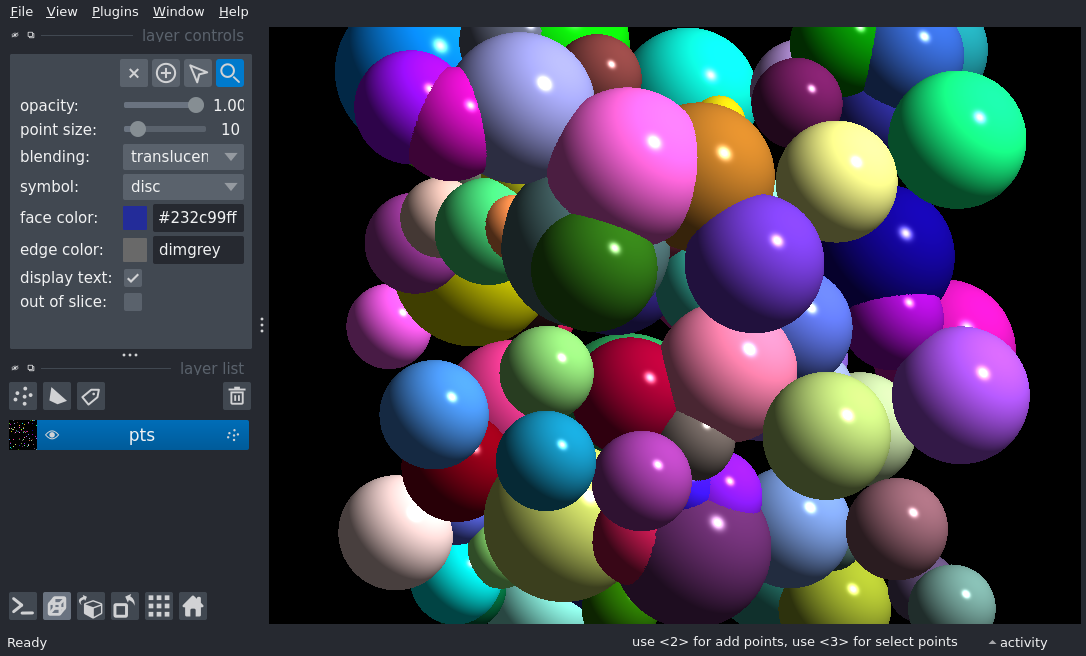 File View Plugins Window Help
layer controls
opacity: 1.00
point size: 10
blending: translucen
symbol: disc
face color: #232c99ff
edge color: dimgrey
display text:
out of slice:
layer list
pts
Ready
use <2> for add points, use <3> for select points
activity